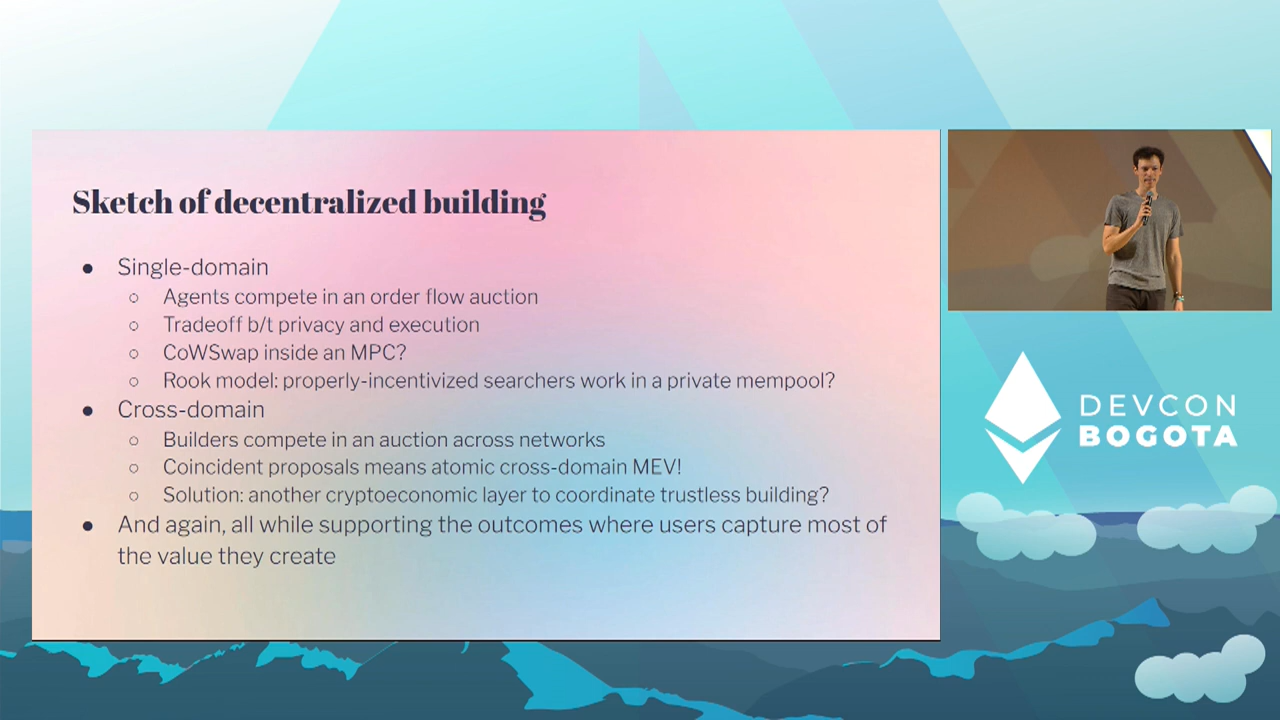 Sketch of decentralized building
● Single-domain
○ Agents compete in an order flow auction
○ Tradeoff b/t privacy and execution
○ CoWSwap inside an MPC?
○ Rook model: properly-incentivized searchers work in a private mempool?
● Cross-domain
○ Builders compete in an auction across networks
○ Coincident proposals means atomic cross-domain MEV!
○ Solution: another cryptoeconomic layer to coordinate trustless building?
● And again, all while supporting the outcomes where users capture most of
the value they create
DEVCON
BOGOTA